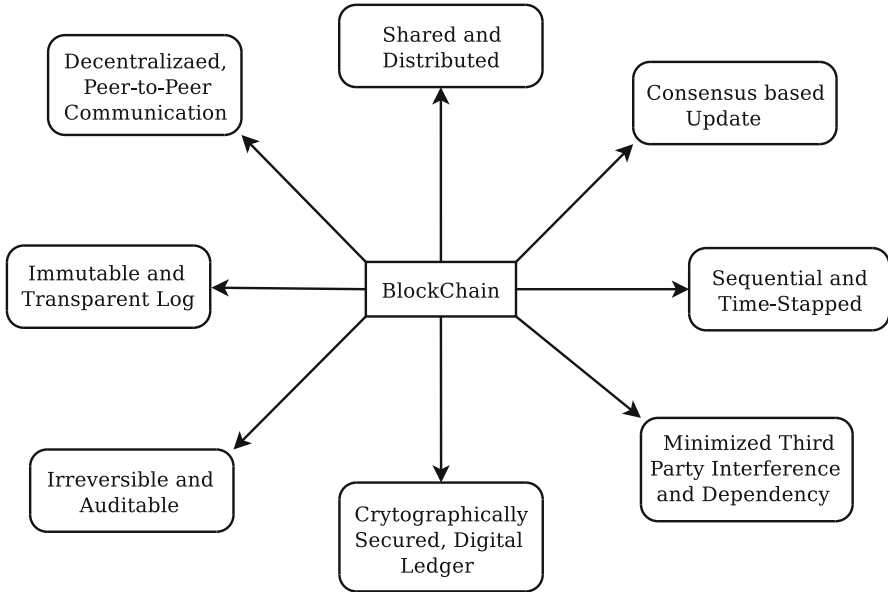 Shared and
Distributed
Decentralizaed,
Peer-to-Peer
Communication
Consensus based
Update
Immutable and
Transparent Log
BlockChain
Sequential and
Time-Stapped
Irreversible and
Auditable
Crytographically
Secured, Digital
Ledger
Minimized Third
Party Interference
and Dependency